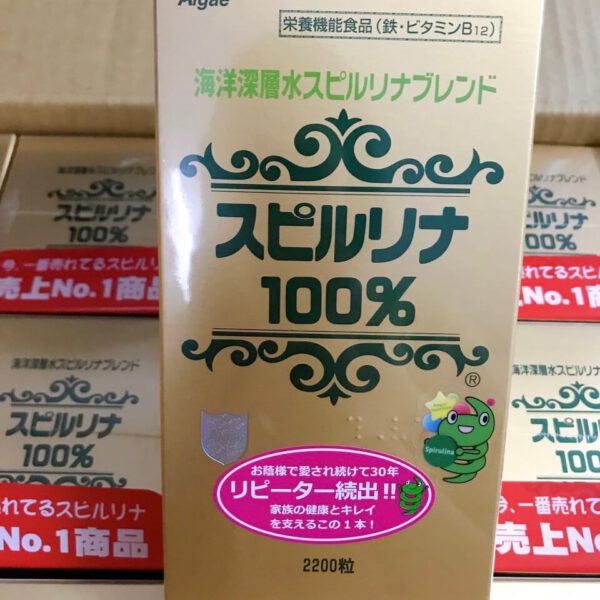 Algae
栄養機能食品(鉄・ビタミンB12)
海洋深層水スピルリナブレンド
スピルリナ
100%
®
Spirulina
お蔭様で愛され続けて30年
リピーター続出!!
家族の健康とキレイ
を支えるこの1本!
2200粒
海洋深層水スピルリナブレンド
スピルリナ
100%
今、一番売れてるスピルリ
売上No.1商品
海洋深層水スピルリナブレンド
スピルリナ
100%
れてるスピルリナ
No.1商品
海洋深層水スピルリナブレンド
スピルリナ
100%
番売れてるスピル
上No.1商
海洋深層水スピルリナ
スピルリ
100%
今、一番売れ
売上No